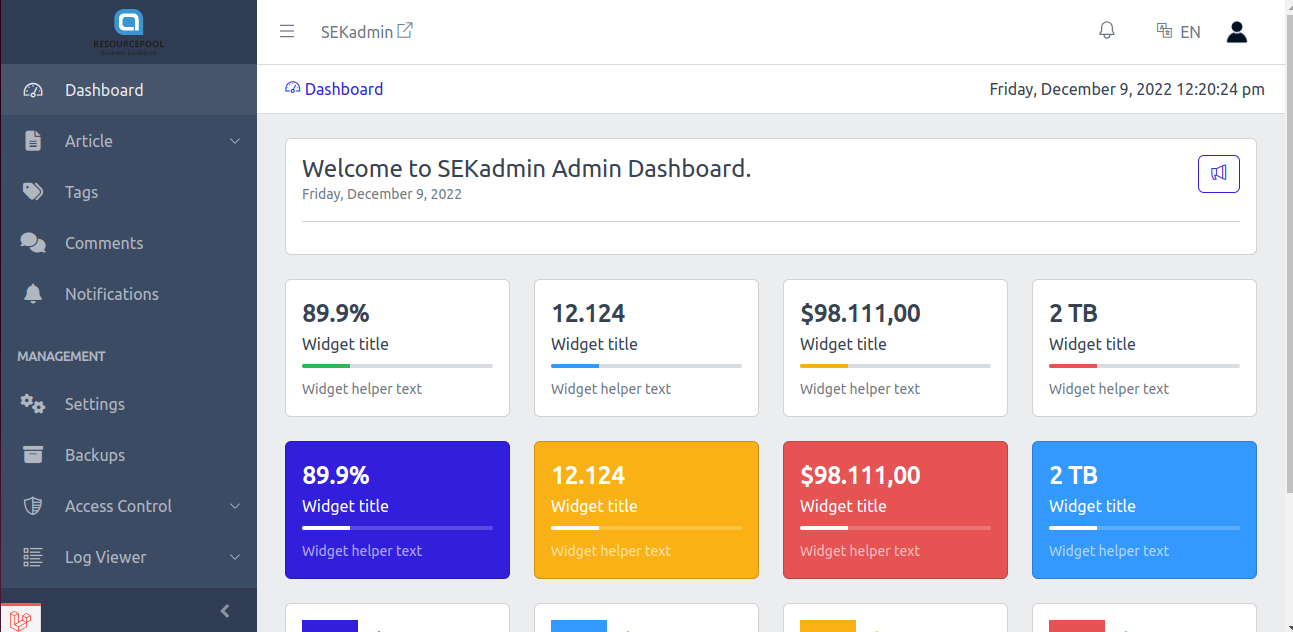 RESOURCEPOOL
SEKadmin
EN
Dashboard
Article
Tags
Comments
Notifications
MANAGEMENT
Settings
Backups
Access Control
Log Viewer
Dashboard
Friday, December 9, 2022 12:20:24 pm
Welcome to SEKadmin Admin Dashboard.
Friday, December 9, 2022
89.9%
Widget title
Widget helper text
12.124
Widget title
Widget helper text
$98.111,00
Widget title
Widget helper text
2 TB
Widget title
Widget helper text
89.9%
Widget title
Widget helper text
12.124
Widget title
Widget helper text
$98.111,00
Widget title
Widget helper text
2 TB
Widget title
Widget helper text